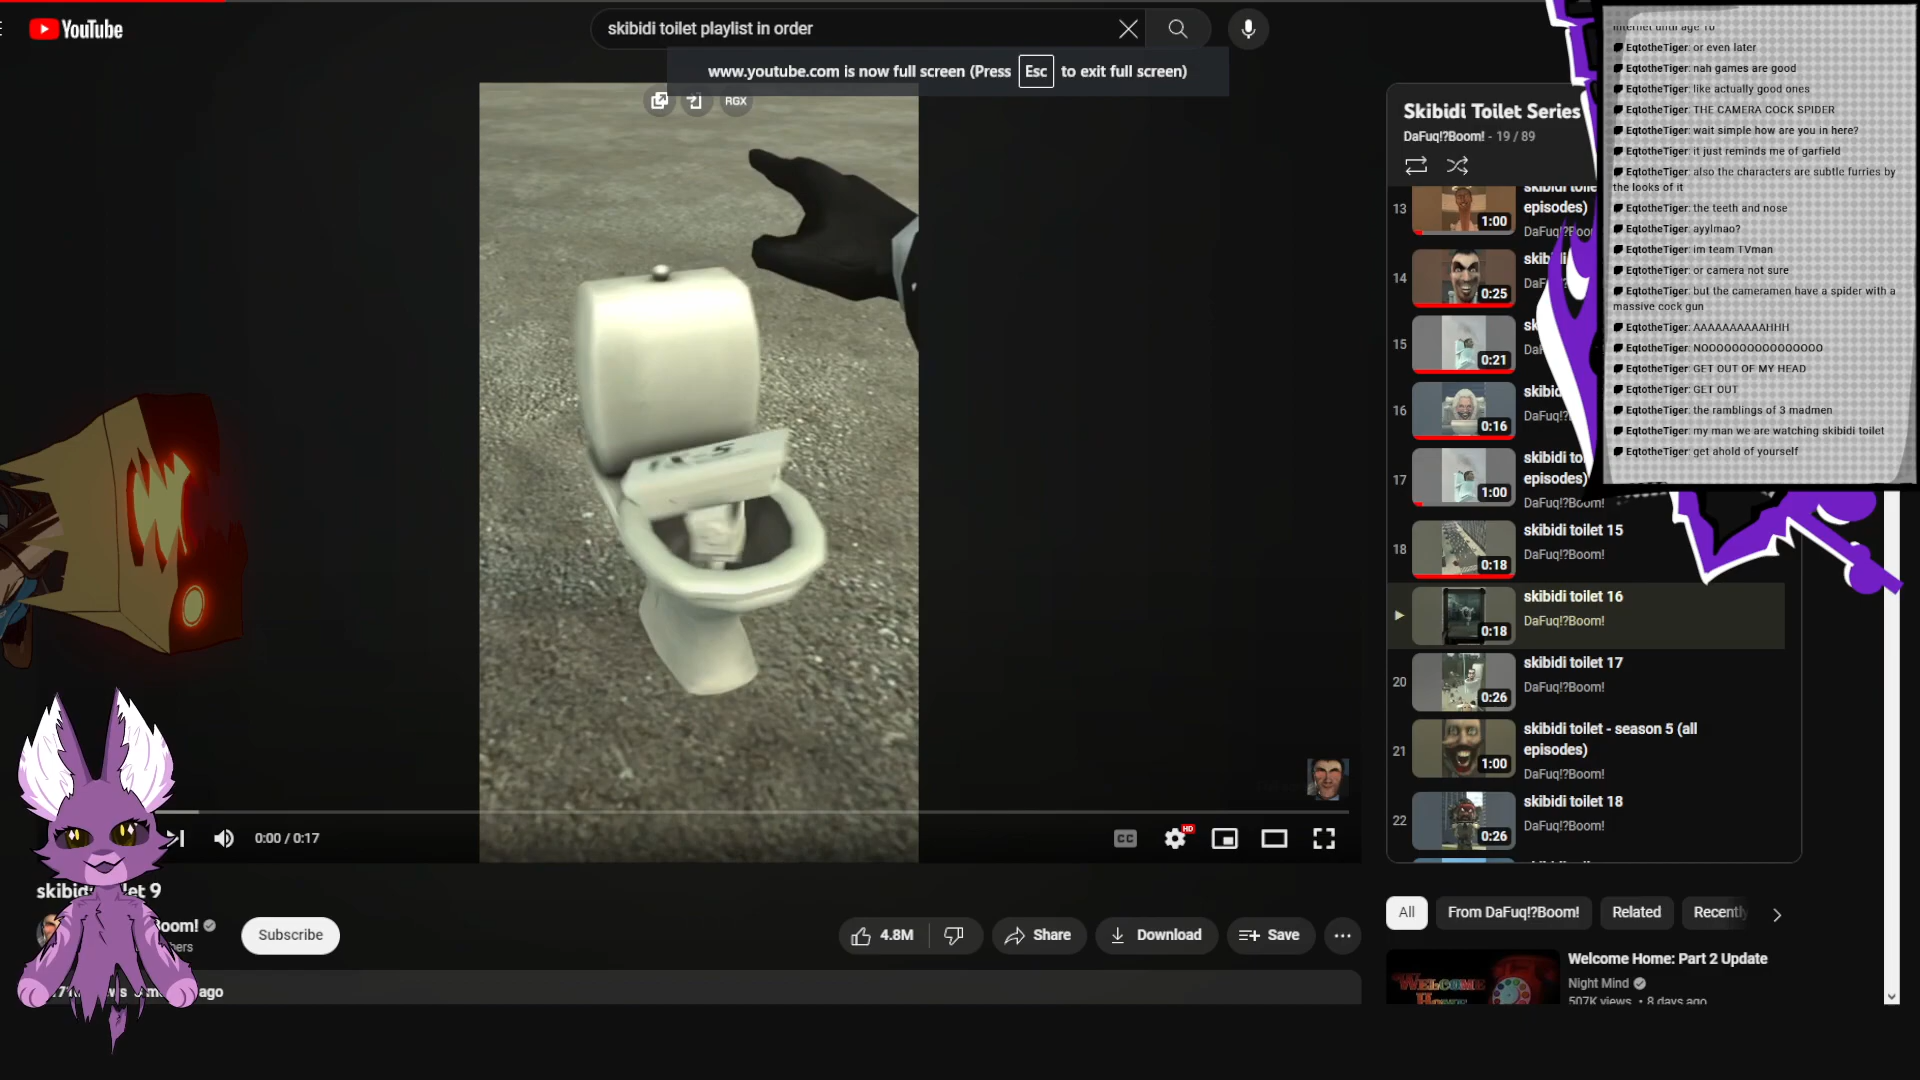 YouTube
skibidi toilet playlist in order
www.youtube.com is now full screen (Press Esc to exit full screen)
RGX
Skibidi Toilet Series
DaFuq!?Boom! - 19 / 89
13
episodes)
1:00
14
0:25
15
0:21
16
0:16
skibidi to
17
episodes)
1:00
DaFuq!?Boom!
skibidi toilet 15
18
DaFuq!?Boom!
0:18
skibidi toilet 16
DaFuq!?Boom!
0:18
skibidi toilet 17
20
DaFuq!?Boom!
0:26
skibidi toilet - season 5 (all
21
episodes)
1:00
DaFuq!?Boom!
skibidi toilet 18
22
DaFuq!?Boom!
0:26
0:00 / 0:17
CC
HD
9
Boom!
Subscribe
4.8M
Share
Download
Save
ago
All
From DaFuq!?Boom!
Related
Recently
Welcome Home: Part 2 Update
Night Mind
507K views • 8 days ago
WELCOME
HOME
internet until age 10
EqtotheTiger: or even later
EqtotheTiger: nah games are good
EqtotheTiger: like actually good ones
EqtotheTiger: THE CAMERA COCK SPIDER
EqtotheTiger: wait simple how are you in here?
EqtotheTiger: it just reminds me of garfield
EqtotheTiger: also the characters are subtle furries by
the looks of it
EqtotheTiger: the teeth and nose
EqtotheTiger: ayylmao?
EqtotheTiger: im team TVman
EqtotheTiger: or camera not sure
EqtotheTiger: but the cameramen have a spider with a
massive cock gun
EqtotheTiger: AAAAAAAAAAHHH
EqtotheTiger: NOOOOOOOOOOOOOOOO
EqtotheTiger: GET OUT OF MY HEAD
EqtotheTiger: GET OUT
EqtotheTiger: the ramblings of 3 madmen
EqtotheTiger: my man we are watching skibidi toilet
EqtotheTiger: get ahold of yourself